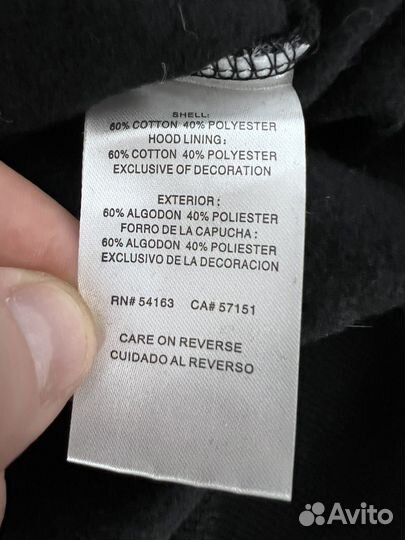 SHELL:
60% COTTON 40% POLYESTER
HOOD LINING:
60% COTTON 40% POLYESTER
EXCLUSIVE OF DECORATION
EXTERIOR:
60% ALGODON 40% POLIESTER
FORRO DE LA CAPUCHA:
60% ALGODON 40% POLIESTER
EXCLUSIVO DE LA DECORACION
RN# 54163 CA# 57151
CARE ON REVERSE
CUIDADO AL REVERSO
Avito